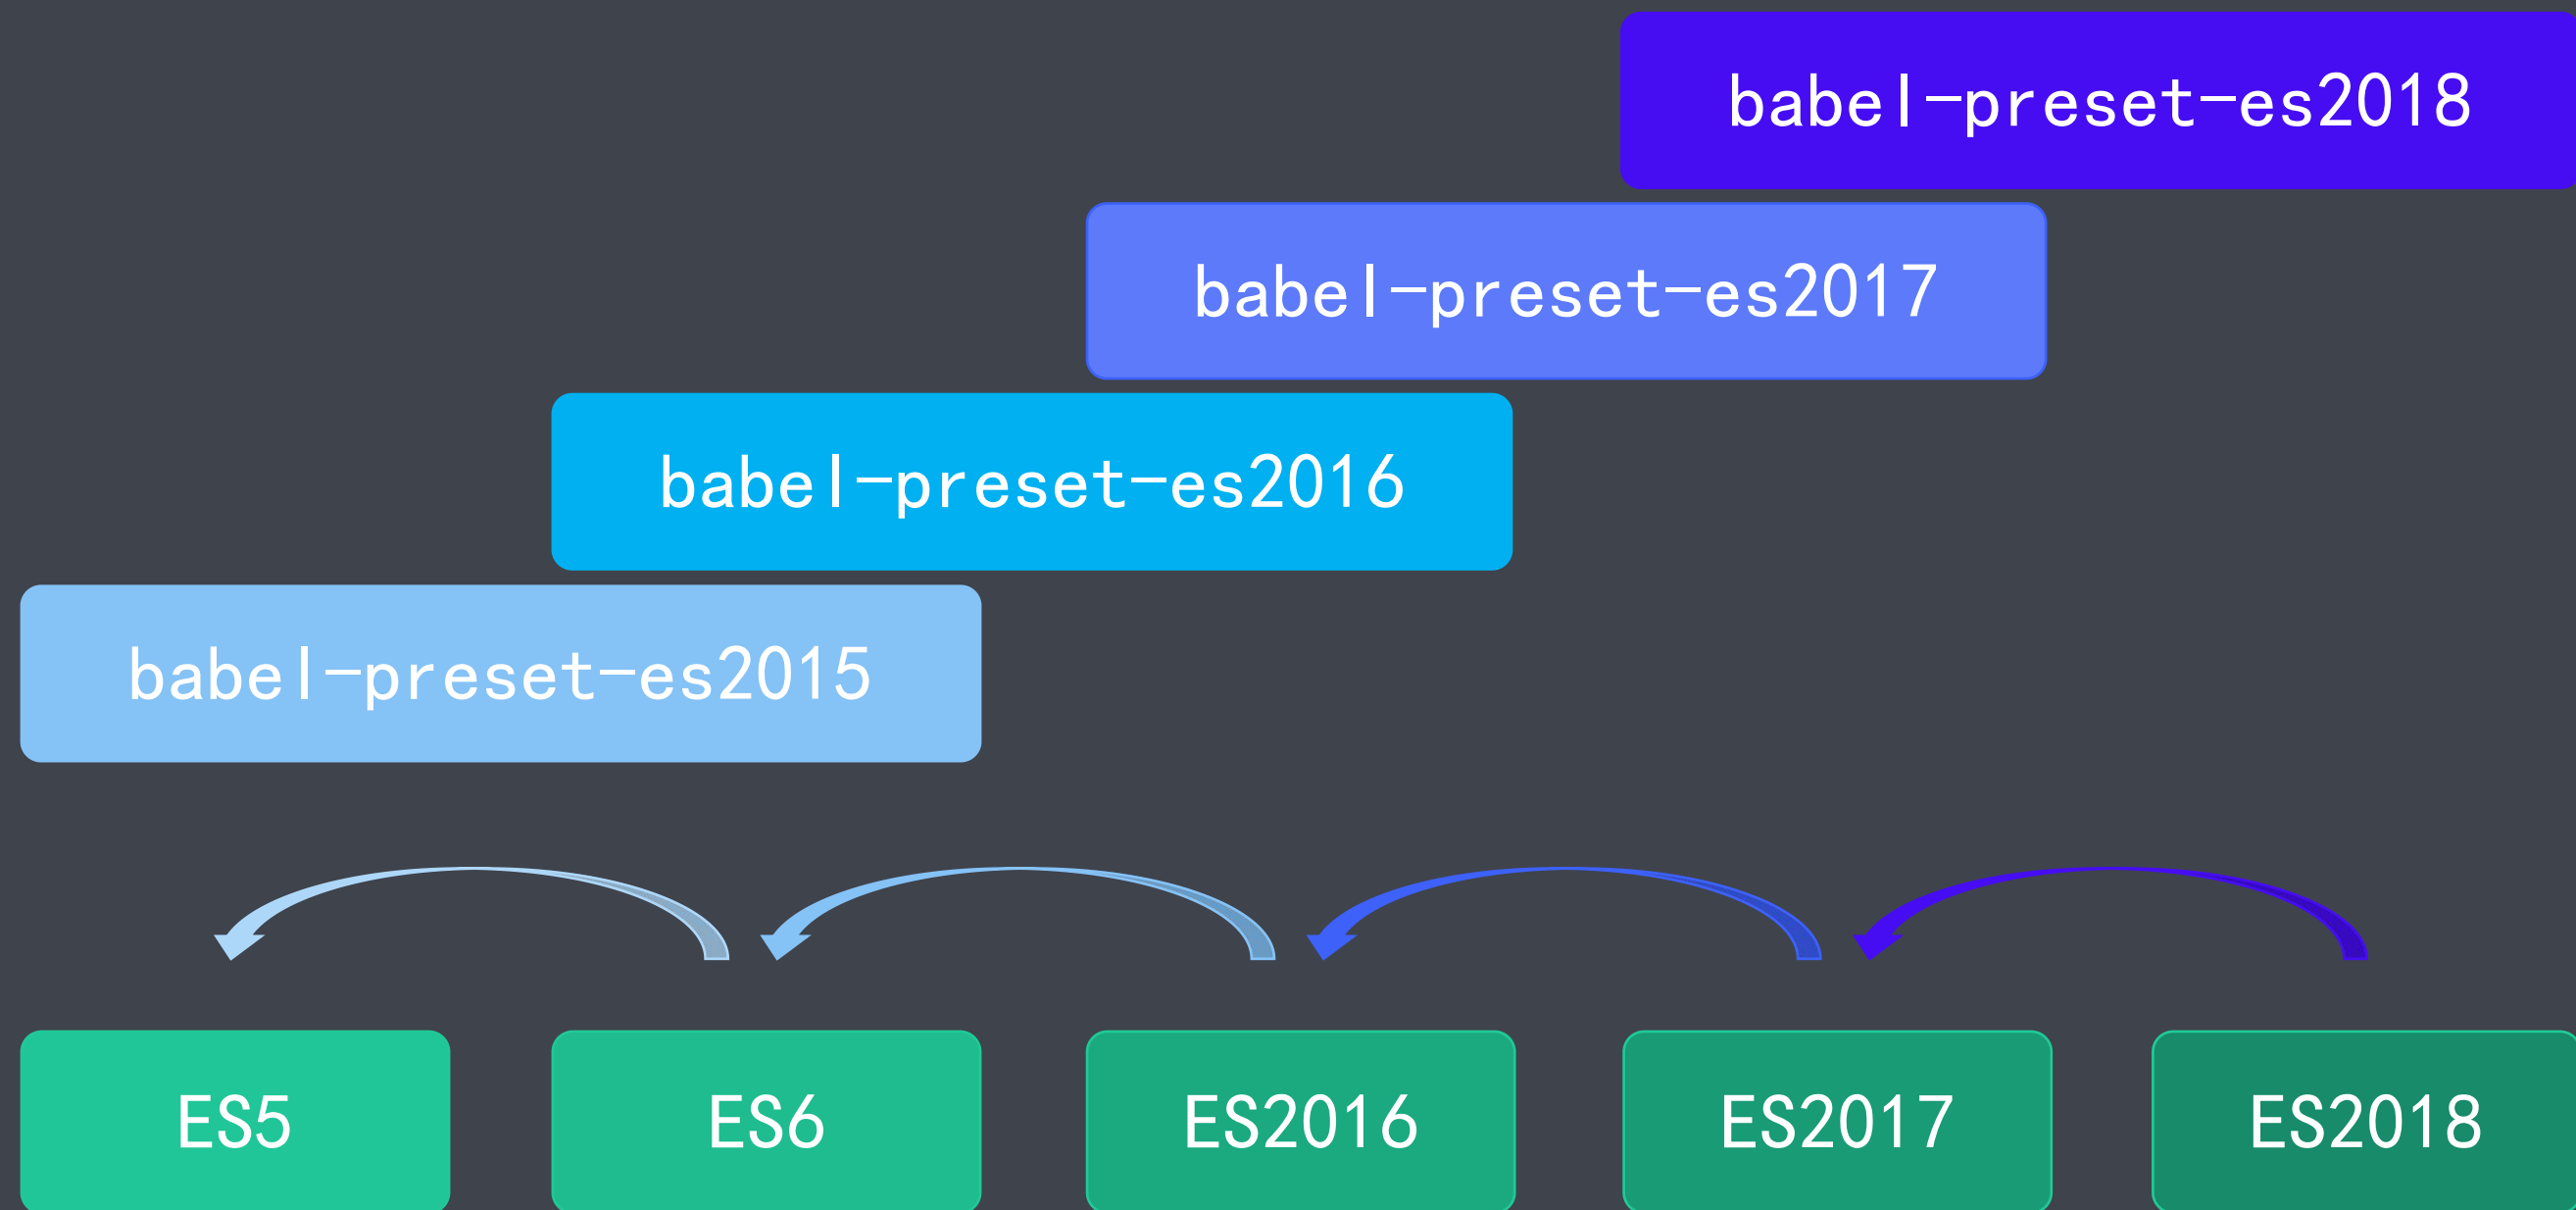 babel-preset-es2018
babel-preset-es2017
babel-preset-es2016
babel-preset-es2015
ES5
ES6
ES2016
ES2017
ES2018